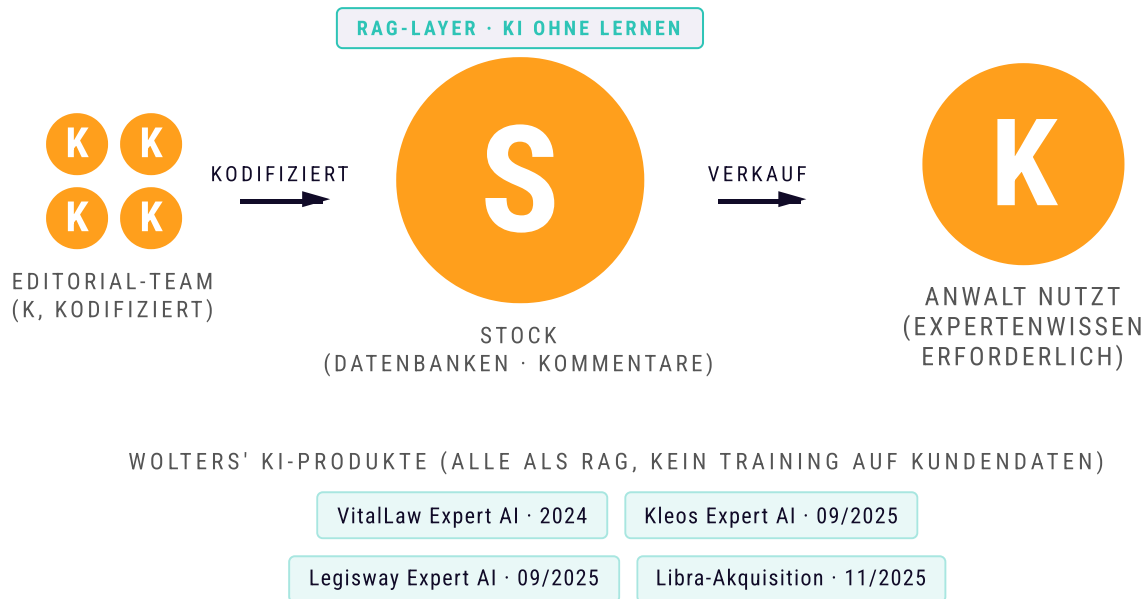 RAG-LAYER · KI OHNE LERNEN
K K
K K
KODIFIZIERT
S
VERKAUF
K
EDITORIAL-TEAM
(K, KODIFIZIERT)
STOCK
(DATENBANKEN · KOMMENTARE)
ANWALT NUTZT
(EXPERTENWISSEN
ERFORDERLICH)
WOLTERS' KI-PRODUKTE (ALLE ALS RAG, KEIN TRAINING AUF KUNDENDATEN)
VitalLaw Expert AI · 2024
Kleos Expert AI · 09/2025
Legisway Expert AI · 09/2025
Libra-Akquisition · 11/2025